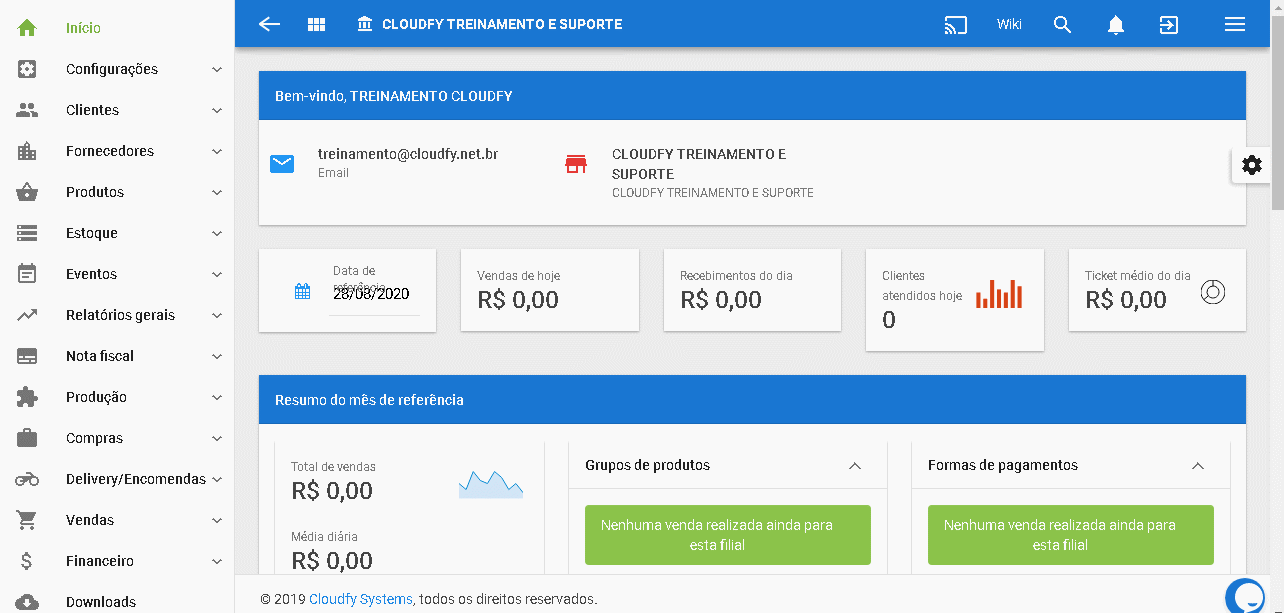 Início
Configurações
Clientes
Fornecedores
Produtos
Estoque
Eventos
Relatórios gerais
Nota fiscal
Produção
Compras
Delivery/Encomendas
Vendas
Financeiro
Downloads
CLOUDFY TREINAMENTO E SUPORTE
Wiki
Bem-vindo, TREINAMENTO CLOUDFY
treinamento@cloudfy.net.br
Email
CLOUDFY TREINAMENTO E
SUPORTE
CLOUDFY TREINAMENTO E SUPORTE
Data de
referência
28/08/2020
Vendas de hoje
R$ 0,00
Recebimentos do dia
R$ 0,00
Clientes
atendidos hoje
0
Ticket médio do dia
R$ 0,00
Resumo do mês de referência
Total de vendas
R$ 0,00
Média diária
R$ 0,00
Grupos de produtos
Nenhuma venda realizada ainda para
esta filial
Formas de pagamentos
Nenhuma venda realizada ainda para
esta filial
© 2019 Cloudfy Systems, todos os direitos reservados.